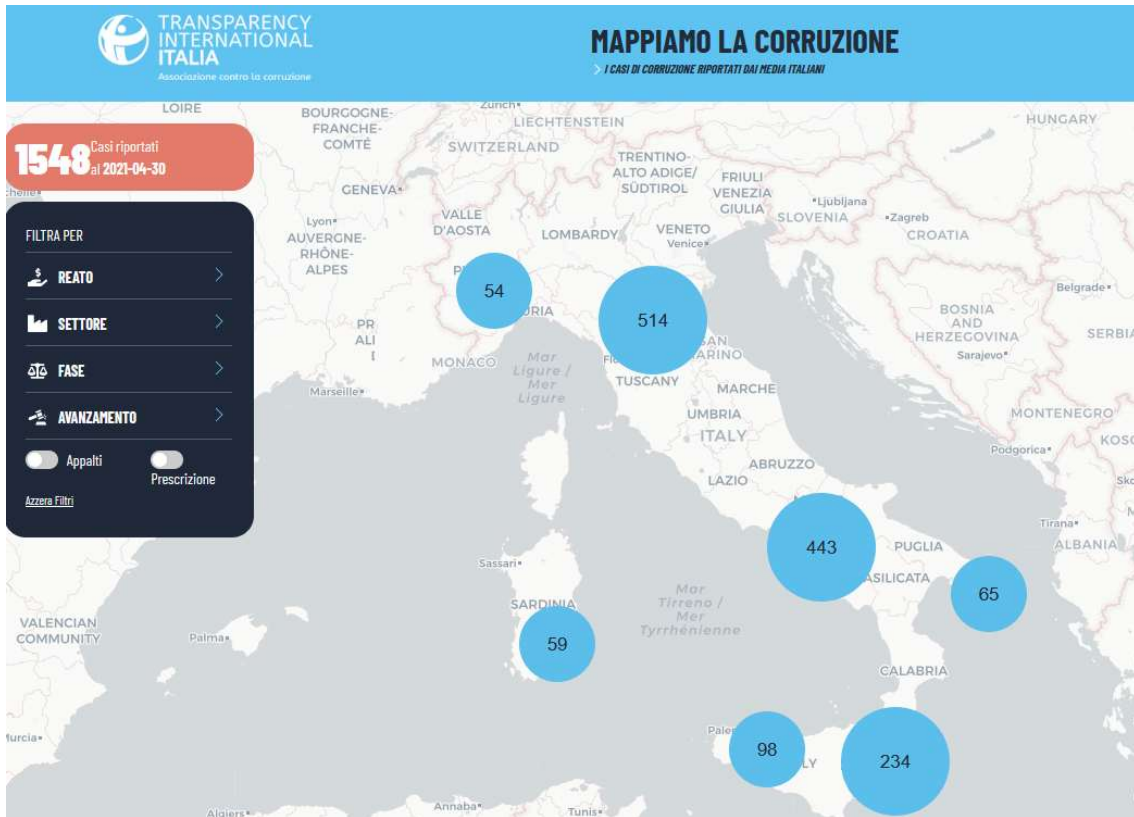 TRANSPARENCY
INTERNATIONAL
ITALIA
Associazione contro la corruzione
MAPPIAMO LA CORRUZIONE
> I CASI DI CORRUZIONE RIPORTATI DAI MEDIA ITALIANI
1548 Casi riportati
al 2021-04-30
FILTRA PER
REATO
SETTORE
FASE
AVANZAMENTO
Appalti
Prescrizione
Azzera Filtri
LOIRE
BOURGOGNE-
FRANCHE-
COMTÉ
Zürich
LIECHTENSTEIN
SWITZERLAND
HUNGARY
TRENTINO-
ALTO ADIGE/
SÜDTIROL
FRIULI
VENEZIA
GIULIA
GENEVA
Ljubljana
SLOVENIA
Zagreb
CROATIA
Lyon
AUVERGNE-
RHÔNE-
ALPES
VALLE
D'AOSTA
LOMBARDY
VENETO
Venice
54
514
Belgrade
BOSNIA
AND
HERZEGOVINA
SERBIA
Sarajevo
MONACO
Mar
Ligure /
Mer
Ligure
TUSCANY
MARCHE
Marseille
UMBRIA
ITALY
MONTENEGRO
Podgorica
ABRUZZO
LAZIO
Tirana
ALBANIA
443
PUGLIA
65
Sassari
SARDINIA
59
Mar
Tirreno /
Mer
Tyrrhénienne
VALENCIAN
COMMUNITY
Palma
CALABRIA
98
234
Annaba
Tunis
Algiers